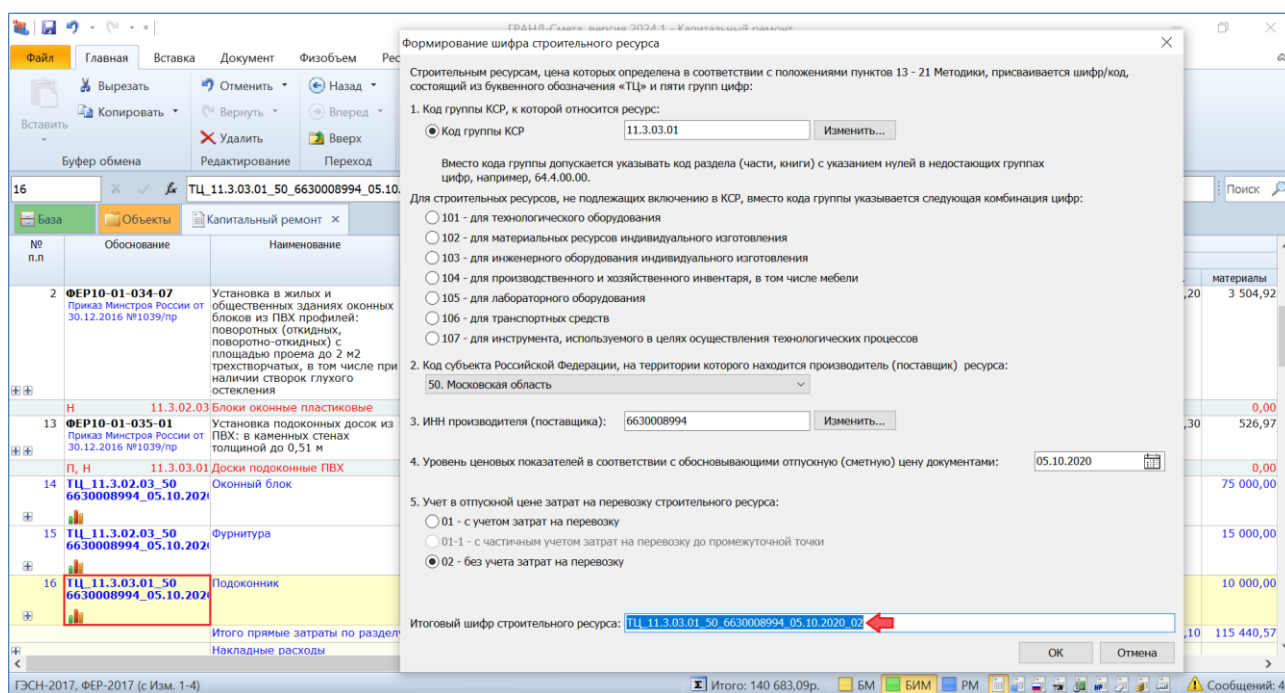 ГРАНД-Смета, версия 2024.1 - Капитальный ремонт
Файл Главная Вставка Документ Физобъем
Вставить
Вырезать
Копировать
Отменить
Вернуть
Удалить
Назад
Вперед
Вверх
Буфер обмена Редактирование Переход
16 fx ТЦ_11.3.03.01_50_6630008994_05.10. Поиск
База Объекты Капитальный ремонт ×
№ п.п Обоснование Наименование материалы
2 ФЕР10-01-034-07 Установка в жилых и ,20 3 504,92
Приказ Минстроя России от общественных зданиях оконных
30.12.2016 №1039/пр блоков из ПВХ профилей:
поворотных (откидных,
поворотно-откидных) с
площадью проема до 2 м2
трехстворчатых, в том числе при
наличии створок глухого
остекления
Н 11.3.02.03 Блоки оконные пластиковые 0,00
13 ФЕР10-01-035-01 Установка подоконных досок из ,30 526,97
Приказ Минстроя России от ПВХ: в каменных стенах
30.12.2016 №1039/пр толщиной до 0,51 м
П, Н 11.3.03.01 Доски подоконные ПВХ 0,00
14 ТЦ_11.3.02.03_50 Оконный блок 75 000,00
6630008994_05.10.202
15 ТЦ_11.3.02.03_50 Фурнитура 15 000,00
6630008994_05.10.202
16 ТЦ_11.3.03.01_50 Подоконник 10 000,00
6630008994_05.10.202
Итого прямые затраты по разделу ,10 115 440,57
Накладные расходы
ГЭСН-2017, ФЕР-2017 (с Изм. 1-4) Итого: 140 683,09р. БМ БИМ РМ Сообщений: 4
Формирование шифра строительного ресурса
Строительным ресурсам, цена которых определена в соответствии с положениями пунктов 13 - 21 Методики, присваивается шифр/код,
состоящий из буквенного обозначения «ТЦ» и пяти групп цифр:
1. Код группы КСР, к которой относится ресурс:
Код группы КСР 11.3.03.01 Изменить...
Вместо кода группы допускается указывать код раздела (части, книги) с указанием нулей в недостающих группах
цифр, например, 64.4.00.00.
Для строительных ресурсов, не подлежащих включению в КСР, вместо кода группы указывается следующая комбинация цифр:
101 - для технологического оборудования
102 - для материальных ресурсов индивидуального изготовления
103 - для инженерного оборудования индивидуального изготовления
104 - для производственного и хозяйственного инвентаря, в том числе мебели
105 - для лабораторного оборудования
106 - для транспортных средств
107 - для инструмента, используемого в целях осуществления технологических процессов
2. Код субъекта Российской Федерации, на территории которого находится производитель (поставщик) ресурса:
50. Московская область
3. ИНН производителя (поставщика): 6630008994 Изменить...
4. Уровень ценовых показателей в соответствии с обосновывающими отпускную (сметную) цену документами: 05.10.2020
5. Учет в отпускной цене затрат на перевозку строительного ресурса:
01 - с учетом затрат на перевозку
01-1 - с частичным учетом затрат на перевозку до промежуточной точки
02 - без учета затрат на перевозку
Итоговый шифр строительного ресурса: ТЦ_11.3.03.01_50_6630008994_05.10.2020_02
ОК Отмена